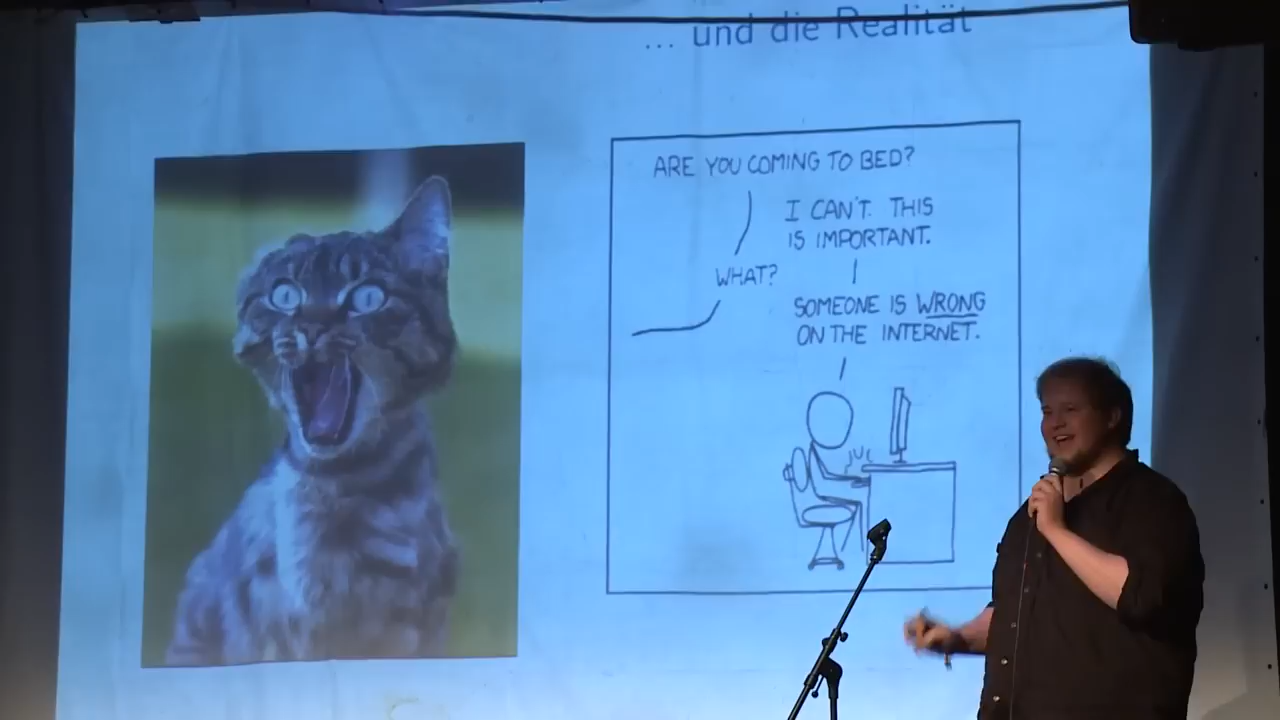 ... und die Realität
ARE YOU COMING TO BED?
I CAN'T. THIS
IS IMPORTANT.
WHAT?
SOMEONE IS WRONG
ON THE INTERNET.